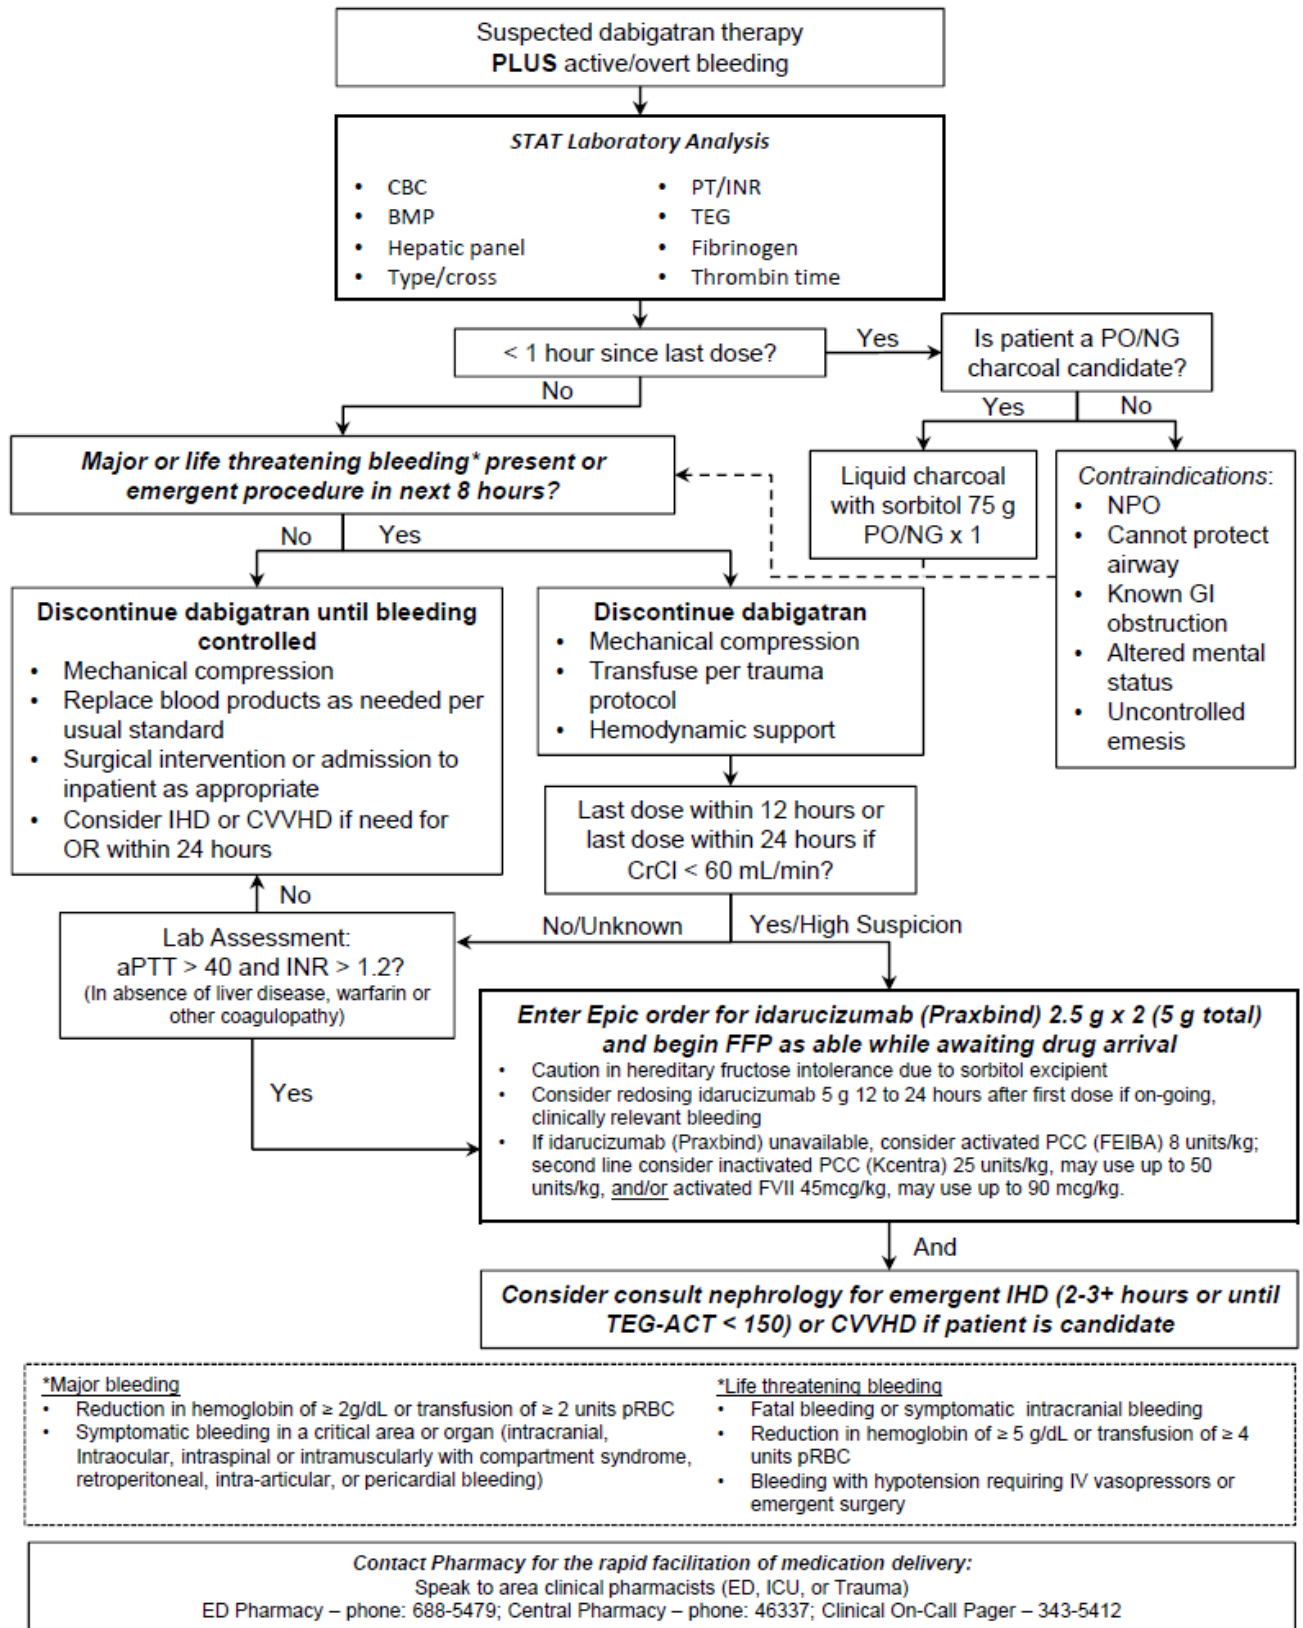 Suspected dabigatran therapy
PLUS active/overt bleeding
STAT Laboratory Analysis
• CBC
• BMP
• Hepatic panel
• Type/cross
• PT/INR
• TEG
• Fibrinogen
• Thrombin time
< 1 hour since last dose?
Yes
No
Is patient a PO/NG
charcoal candidate?
Yes
No
Liquid charcoal
with sorbitol 75 g
PO/NG x 1
Contraindications:
• NPO
• Cannot protect
airway
• Known GI
obstruction
• Altered mental
status
• Uncontrolled
emesis
Major or life threatening bleeding* present or
emergent procedure in next 8 hours?
No
Yes
Discontinue dabigatran until bleeding
controlled
• Mechanical compression
• Replace blood products as needed per
usual standard
• Surgical intervention or admission to
inpatient as appropriate
• Consider IHD or CVVHD if need for
OR within 24 hours
Discontinue dabigatran
• Mechanical compression
• Transfuse per trauma
protocol
• Hemodynamic support
Last dose within 12 hours or
last dose within 24 hours if
CrCl < 60 mL/min?
No/Unknown
Yes/High Suspicion
No
Lab Assessment:
aPTT > 40 and INR > 1.2?
(In absence of liver disease, warfarin or
other coagulopathy)
Yes
Enter Epic order for idarucizumab (Praxbind) 2.5 g x 2 (5 g total)
and begin FFP as able while awaiting drug arrival
• Caution in hereditary fructose intolerance due to sorbitol excipient
• Consider redosing idarucizumab 5 g 12 to 24 hours after first dose if on-going,
clinically relevant bleeding
• If idarucizumab (Praxbind) unavailable, consider activated PCC (FEIBA) 8 units/kg;
second line consider inactivated PCC (Kcentra) 25 units/kg, may use up to 50
units/kg, and/or activated FVII 45mcg/kg, may use up to 90 mcg/kg.
And
Consider consult nephrology for emergent IHD (2-3+ hours or until
TEG-ACT < 150) or CVVHD if patient is candidate
*Major bleeding
• Reduction in hemoglobin of ≥ 2g/dL or transfusion of ≥ 2 units pRBC
• Symptomatic bleeding in a critical area or organ (intracranial,
Intraocular, intraspinal or intramuscularly with compartment syndrome,
retroperitoneal, intra-articular, or pericardial bleeding)
*Life threatening bleeding
• Fatal bleeding or symptomatic intracranial bleeding
• Reduction in hemoglobin of ≥ 5 g/dL or transfusion of ≥ 4
units pRBC
• Bleeding with hypotension requiring IV vasopressors or
emergent surgery
Contact Pharmacy for the rapid facilitation of medication delivery:
Speak to area clinical pharmacists (ED, ICU, or Trauma)
ED Pharmacy – phone: 688-5479; Central Pharmacy – phone: 46337; Clinical On-Call Pager – 343-5412